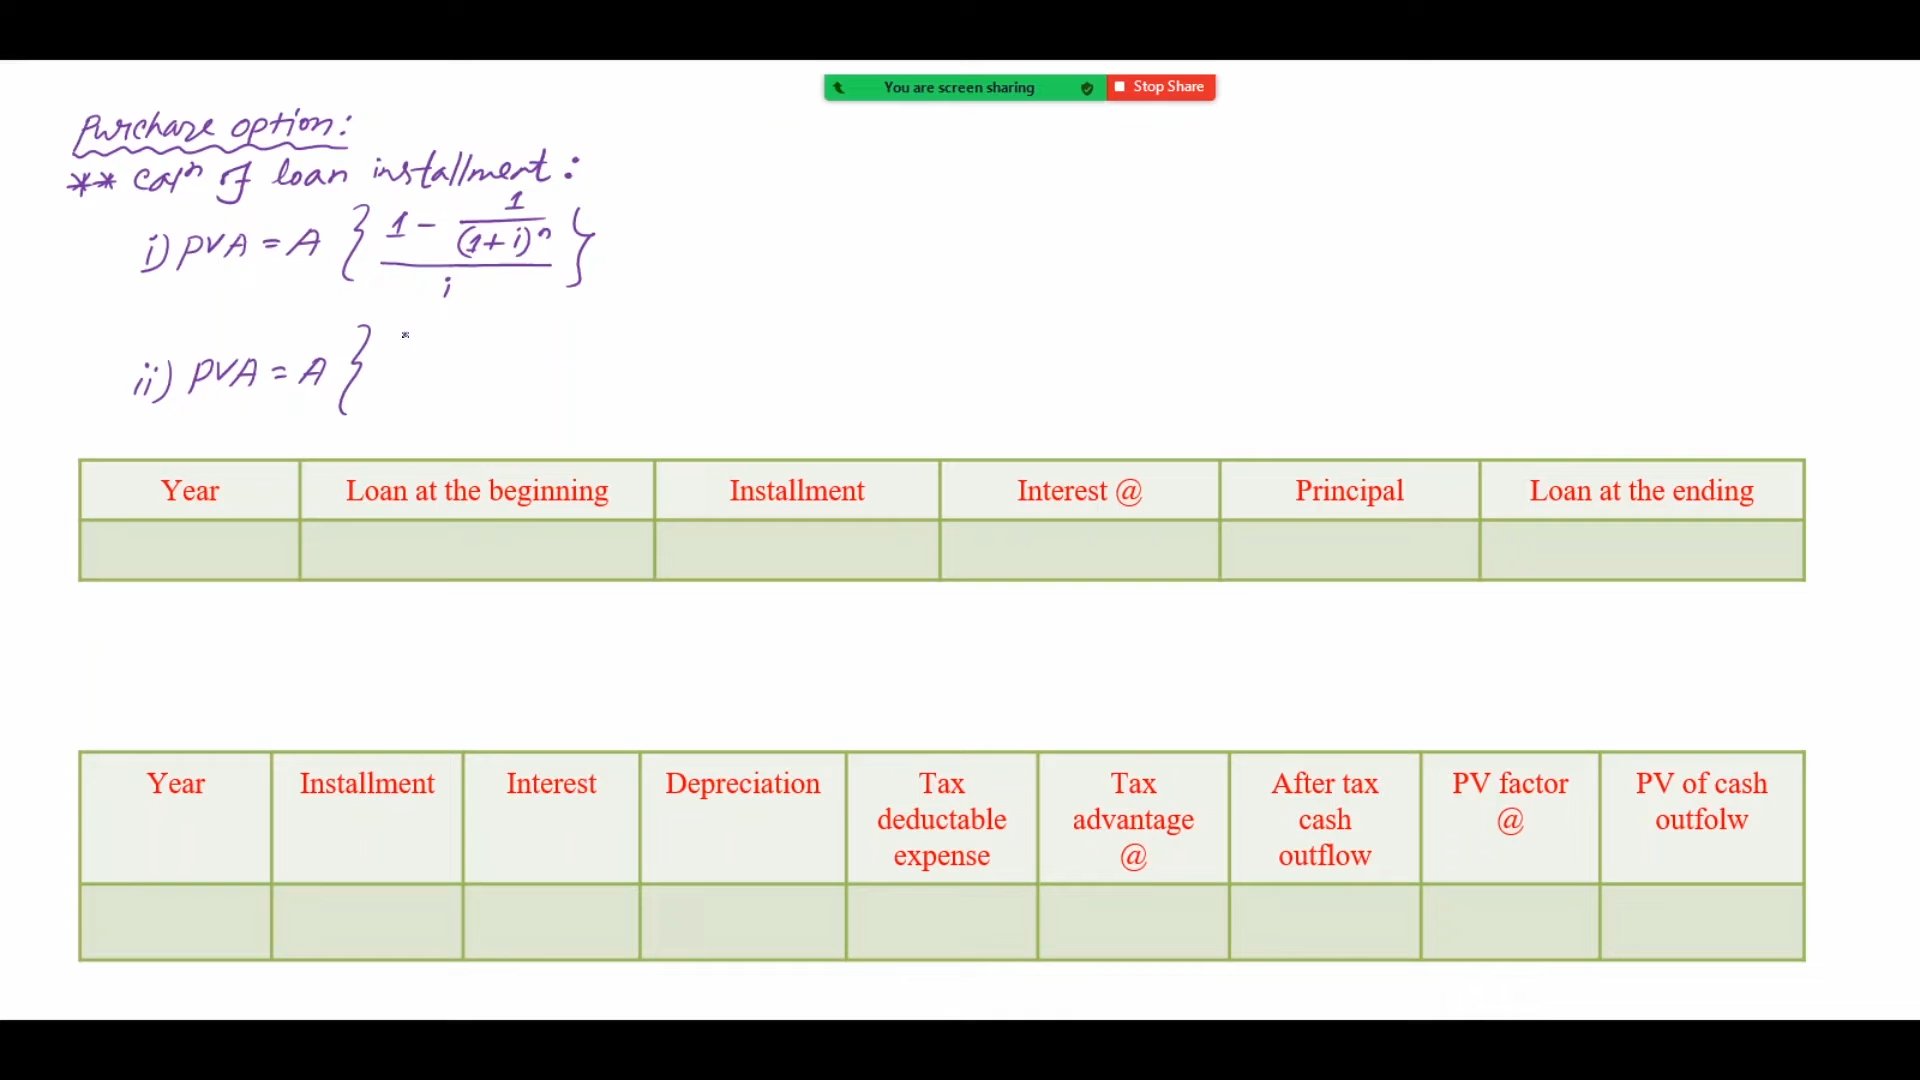 You are screen sharing
Stop Share
Purchase option:
** calⁿ of loan installment:
i) PVA = A { 1 - 1/(1+i)ⁿ / i }
ii) PVA = A {
Year Loan at the beginning Installment Interest @ Principal Loan at the ending
Year Installment Interest Depreciation Tax deductable expense Tax advantage @ After tax cash outflow PV factor @ PV of cash outfolw